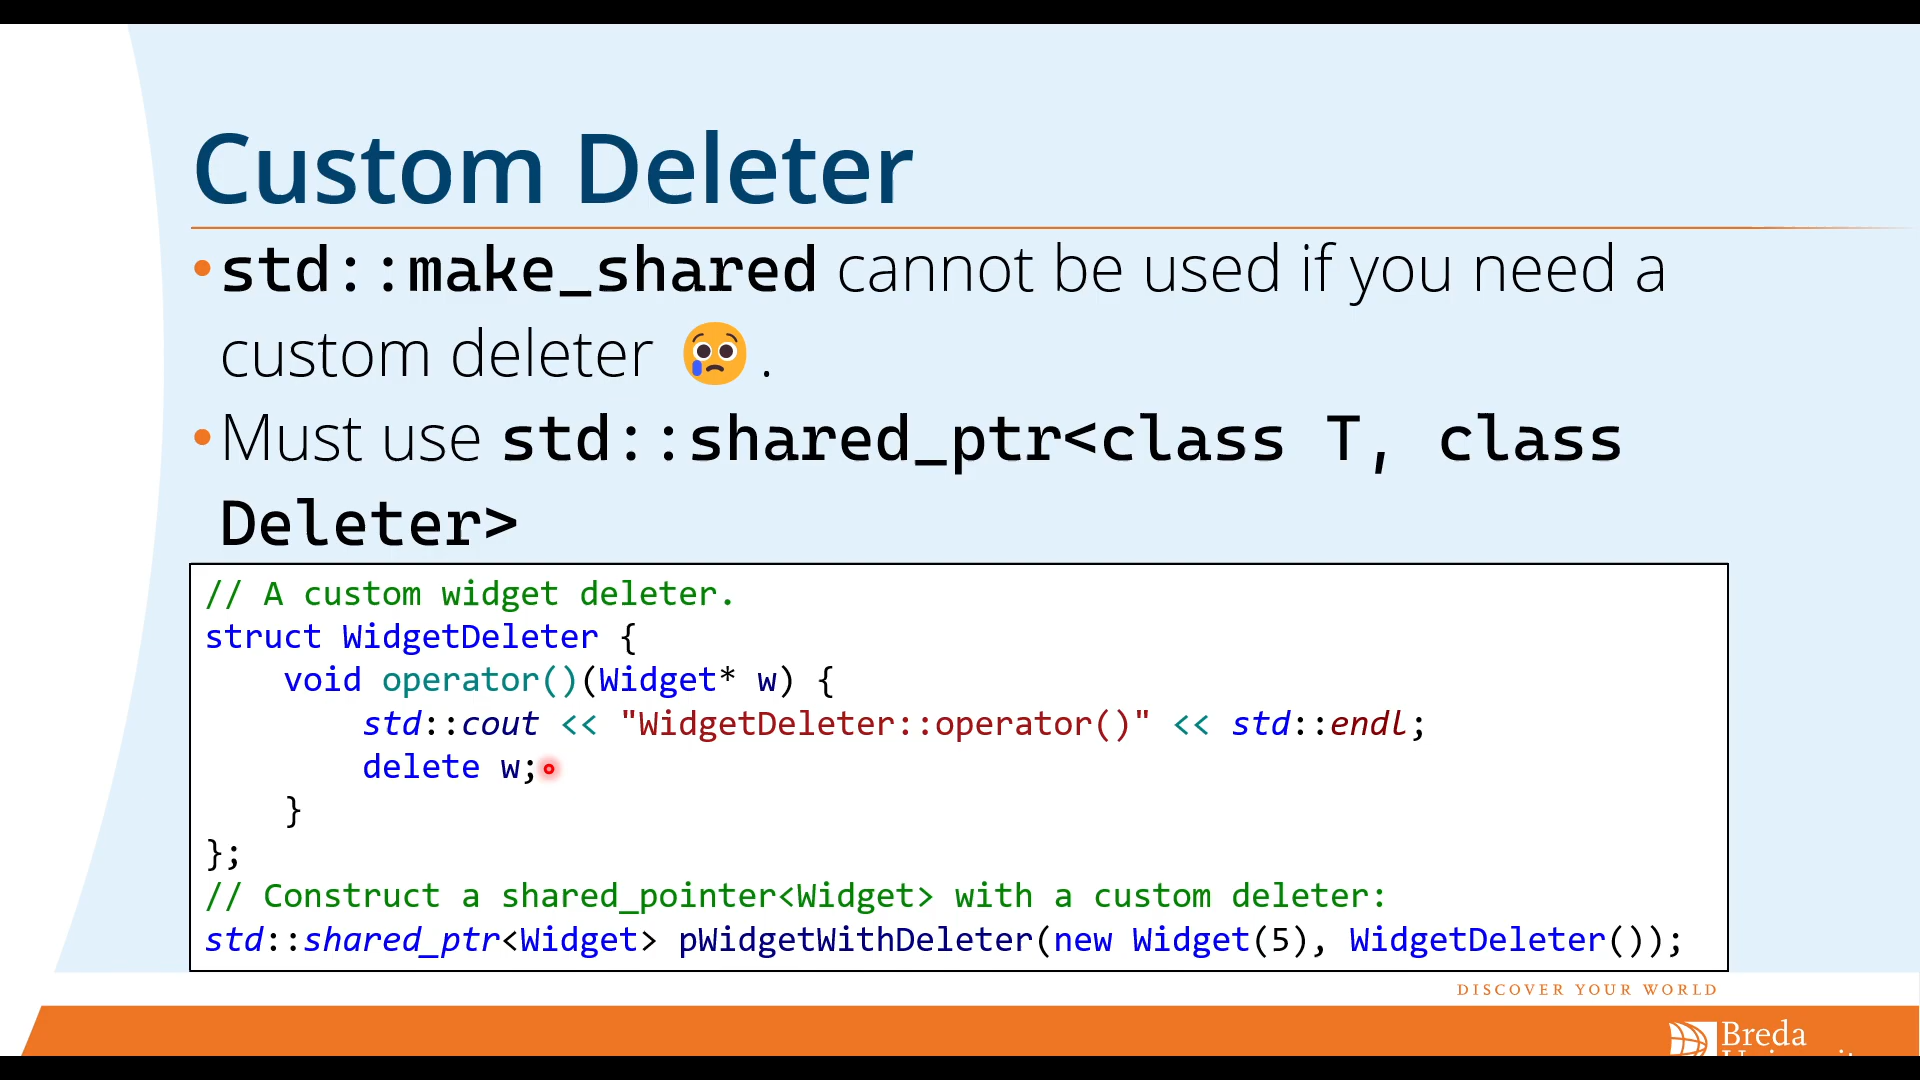 Custom Deleter
•std::make_shared cannot be used if you need a
custom deleter 😢.
•Must use std::shared_ptr<class T, class
Deleter>
// A custom widget deleter.
struct WidgetDeleter {
    void operator()(Widget* w) {
        std::cout << "WidgetDeleter::operator()" << std::endl;
        delete w;
    }
};
// Construct a shared_pointer<Widget> with a custom deleter:
std::shared_ptr<Widget> pWidgetWithDeleter(new Widget(5), WidgetDeleter());
DISCOVER YOUR WORLD
Breda